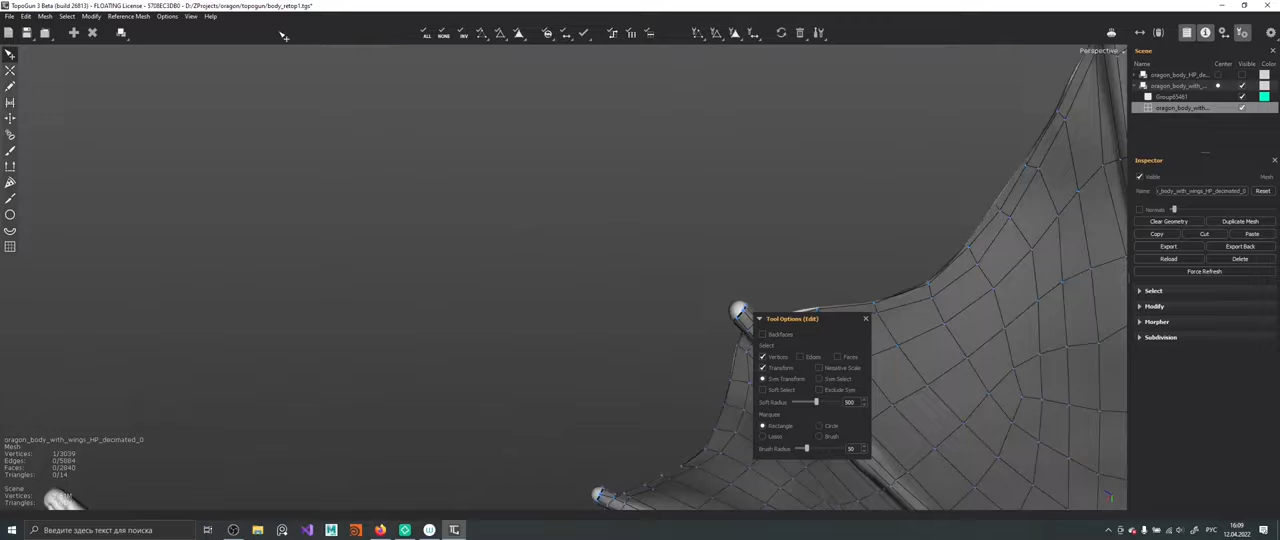 TopoGun 3 Beta (build 26813) - FLOATING License - 5708EC3DB0 - D:/ZProjects/oragon/topogun/body_retop1.tgs*
File Edit Mesh Select Modify Reference Mesh Options View Help
ALL NONE INV
Perspective
Scene
Name Center Visible Color
oragon_body_HP_de...
oragon_body_with_...
Group65461
oragon_body_with...
Inspector
Visible Mesh
Name _body_with_wings_HP_decimated_0 Reset
Normals
Clear Geometry Duplicate Mesh
Copy Cut Paste
Export Export Back
Reload Delete
Force Refresh
Select
Modify
Morpher
Subdivision
Tool Options (Edit)
Backfaces
Select
Vertices Edges Faces
Transform Negative Scale
Sym Transform Sym Select
Soft Select Exclude Sym
Soft Radius 500
Marquee
Rectangle Circle
Lasso Brush
Brush Radius 50
oragon_body_with_wings_HP_decimated_0
Mesh
Vertices: 1/3039
Edges: 0/5884
Faces: 0/2840
Triangles: 0/14
Scene
Vertices:
Triangles:
Введите здесь текст для поиска
РУС
16:09
12.04.2022